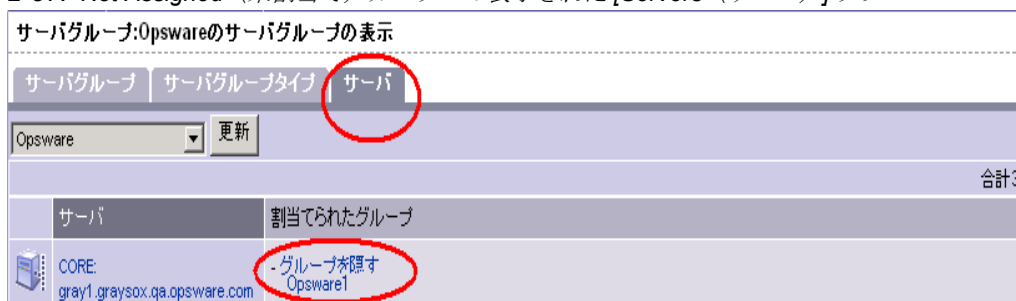 サーバグループ:Opswareのサーバグループの表示
サーバグループ サーバグループタイプ サーバ
Opsware 更新
合計3
サーバ 割当てられたグループ
CORE: - グループを隠す
gray1.graysox.qa.opsware.com Opsware1